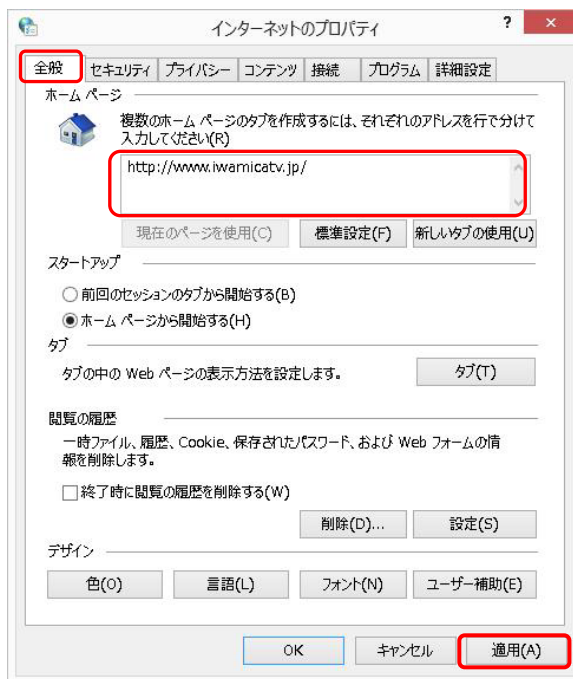 インターネットのプロパティ ? ×
全般 セキュリティ プライバシー コンテンツ 接続 プログラム 詳細設定
ホーム ページ
複数のホーム ページのタブを作成するには、それぞれのアドレスを行で分けて
入力してください(R)
http://www.iwamicatv.jp/
現在のページを使用(C) 標準設定(F) 新しいタブの使用(U)
スタートアップ
前回のセッションのタブから開始する(B)
ホーム ページから開始する(H)
タブ
タブの中の Web ページの表示方法を設定します。 タブ(T)
閲覧の履歴
一時ファイル、履歴、Cookie、保存されたパスワード、および Web フォームの情
報を削除します。
終了時に閲覧の履歴を削除する(W)
削除(D)... 設定(S)
デザイン
色(O) 言語(L) フォント(N) ユーザー補助(E)
OK キャンセル 適用(A)